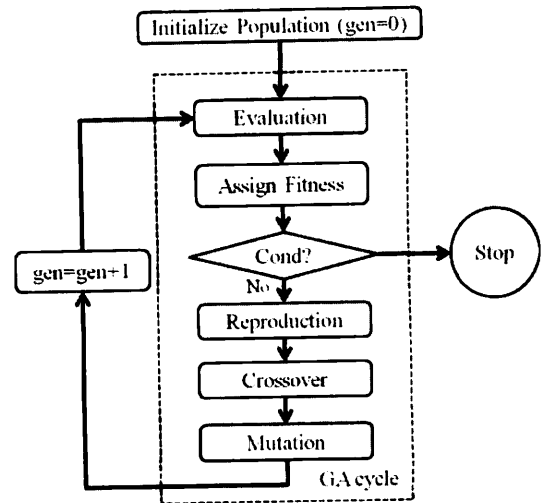 Initialize Population (gen=0)
Evaluation
Assign Fitness
Cond?
Stop
gen=gen+1
No
Reproduction
Crossover
Mutation
GA cycle